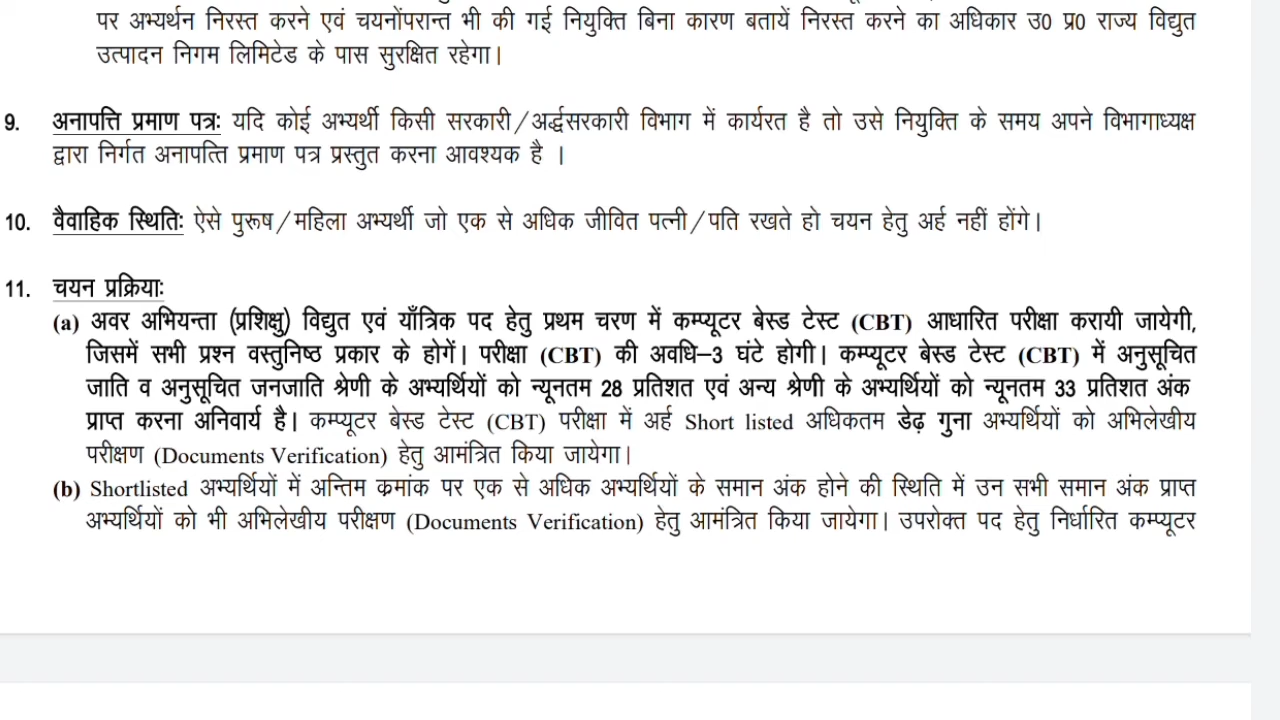 पर अभ्यर्थन निरस्त करने एवं चयनोंपरान्त भी की गई नियुक्ति बिना कारण बतायें निरस्त करने का अधिकार उ0 प्र0 राज्य विद्युत
उत्पादन निगम लिमिटेड के पास सुरक्षित रहेगा।
9. अनापत्ति प्रमाण पत्रः यदि कोई अभ्यर्थी किसी सरकारी/अर्द्धसरकारी विभाग में कार्यरत है तो उसे नियुक्ति के समय अपने विभागाध्यक्ष
द्वारा निर्गत अनापत्ति प्रमाण पत्र प्रस्तुत करना आवश्यक है ।
10. वैवाहिक स्थितिः ऐसे पुरूष/महिला अभ्यर्थी जो एक से अधिक जीवित पत्नी/पति रखते हो चयन हेतु अर्ह नहीं होंगे।
11. चयन प्रक्रियाः
(a) अवर अभियन्ता (प्रशिक्षु) विद्युत एवं याँत्रिक पद हेतु प्रथम चरण में कम्प्यूटर बेस्ड टेस्ट (CBT) आधारित परीक्षा करायी जायेगी,
जिसमें सभी प्रश्न वस्तुनिष्ठ प्रकार के होगें। परीक्षा (CBT) की अवधि–3 घंटे होगी। कम्प्यूटर बेस्ड टेस्ट (CBT) में अनुसूचित
जाति व अनुसूचित जनजाति श्रेणी के अभ्यर्थियों को न्यूनतम 28 प्रतिशत एवं अन्य श्रेणी के अभ्यर्थियों को न्यूनतम 33 प्रतिशत अंक
प्राप्त करना अनिवार्य है। कम्प्यूटर बेस्ड टेस्ट (CBT) परीक्षा में अर्ह Short listed अधिकतम डेढ़ गुना अभ्यर्थियों को अभिलेखीय
परीक्षण (Documents Verification) हेतु आमंत्रित किया जायेगा।
(b) Shortlisted अभ्यर्थियों में अन्तिम क्रमांक पर एक से अधिक अभ्यर्थियों के समान अंक होने की स्थिति में उन सभी समान अंक प्राप्त
अभ्यर्थियों को भी अभिलेखीय परीक्षण (Documents Verification) हेतु आमंत्रित किया जायेगा। उपरोक्त पद हेतु निर्धारित कम्प्यूटर